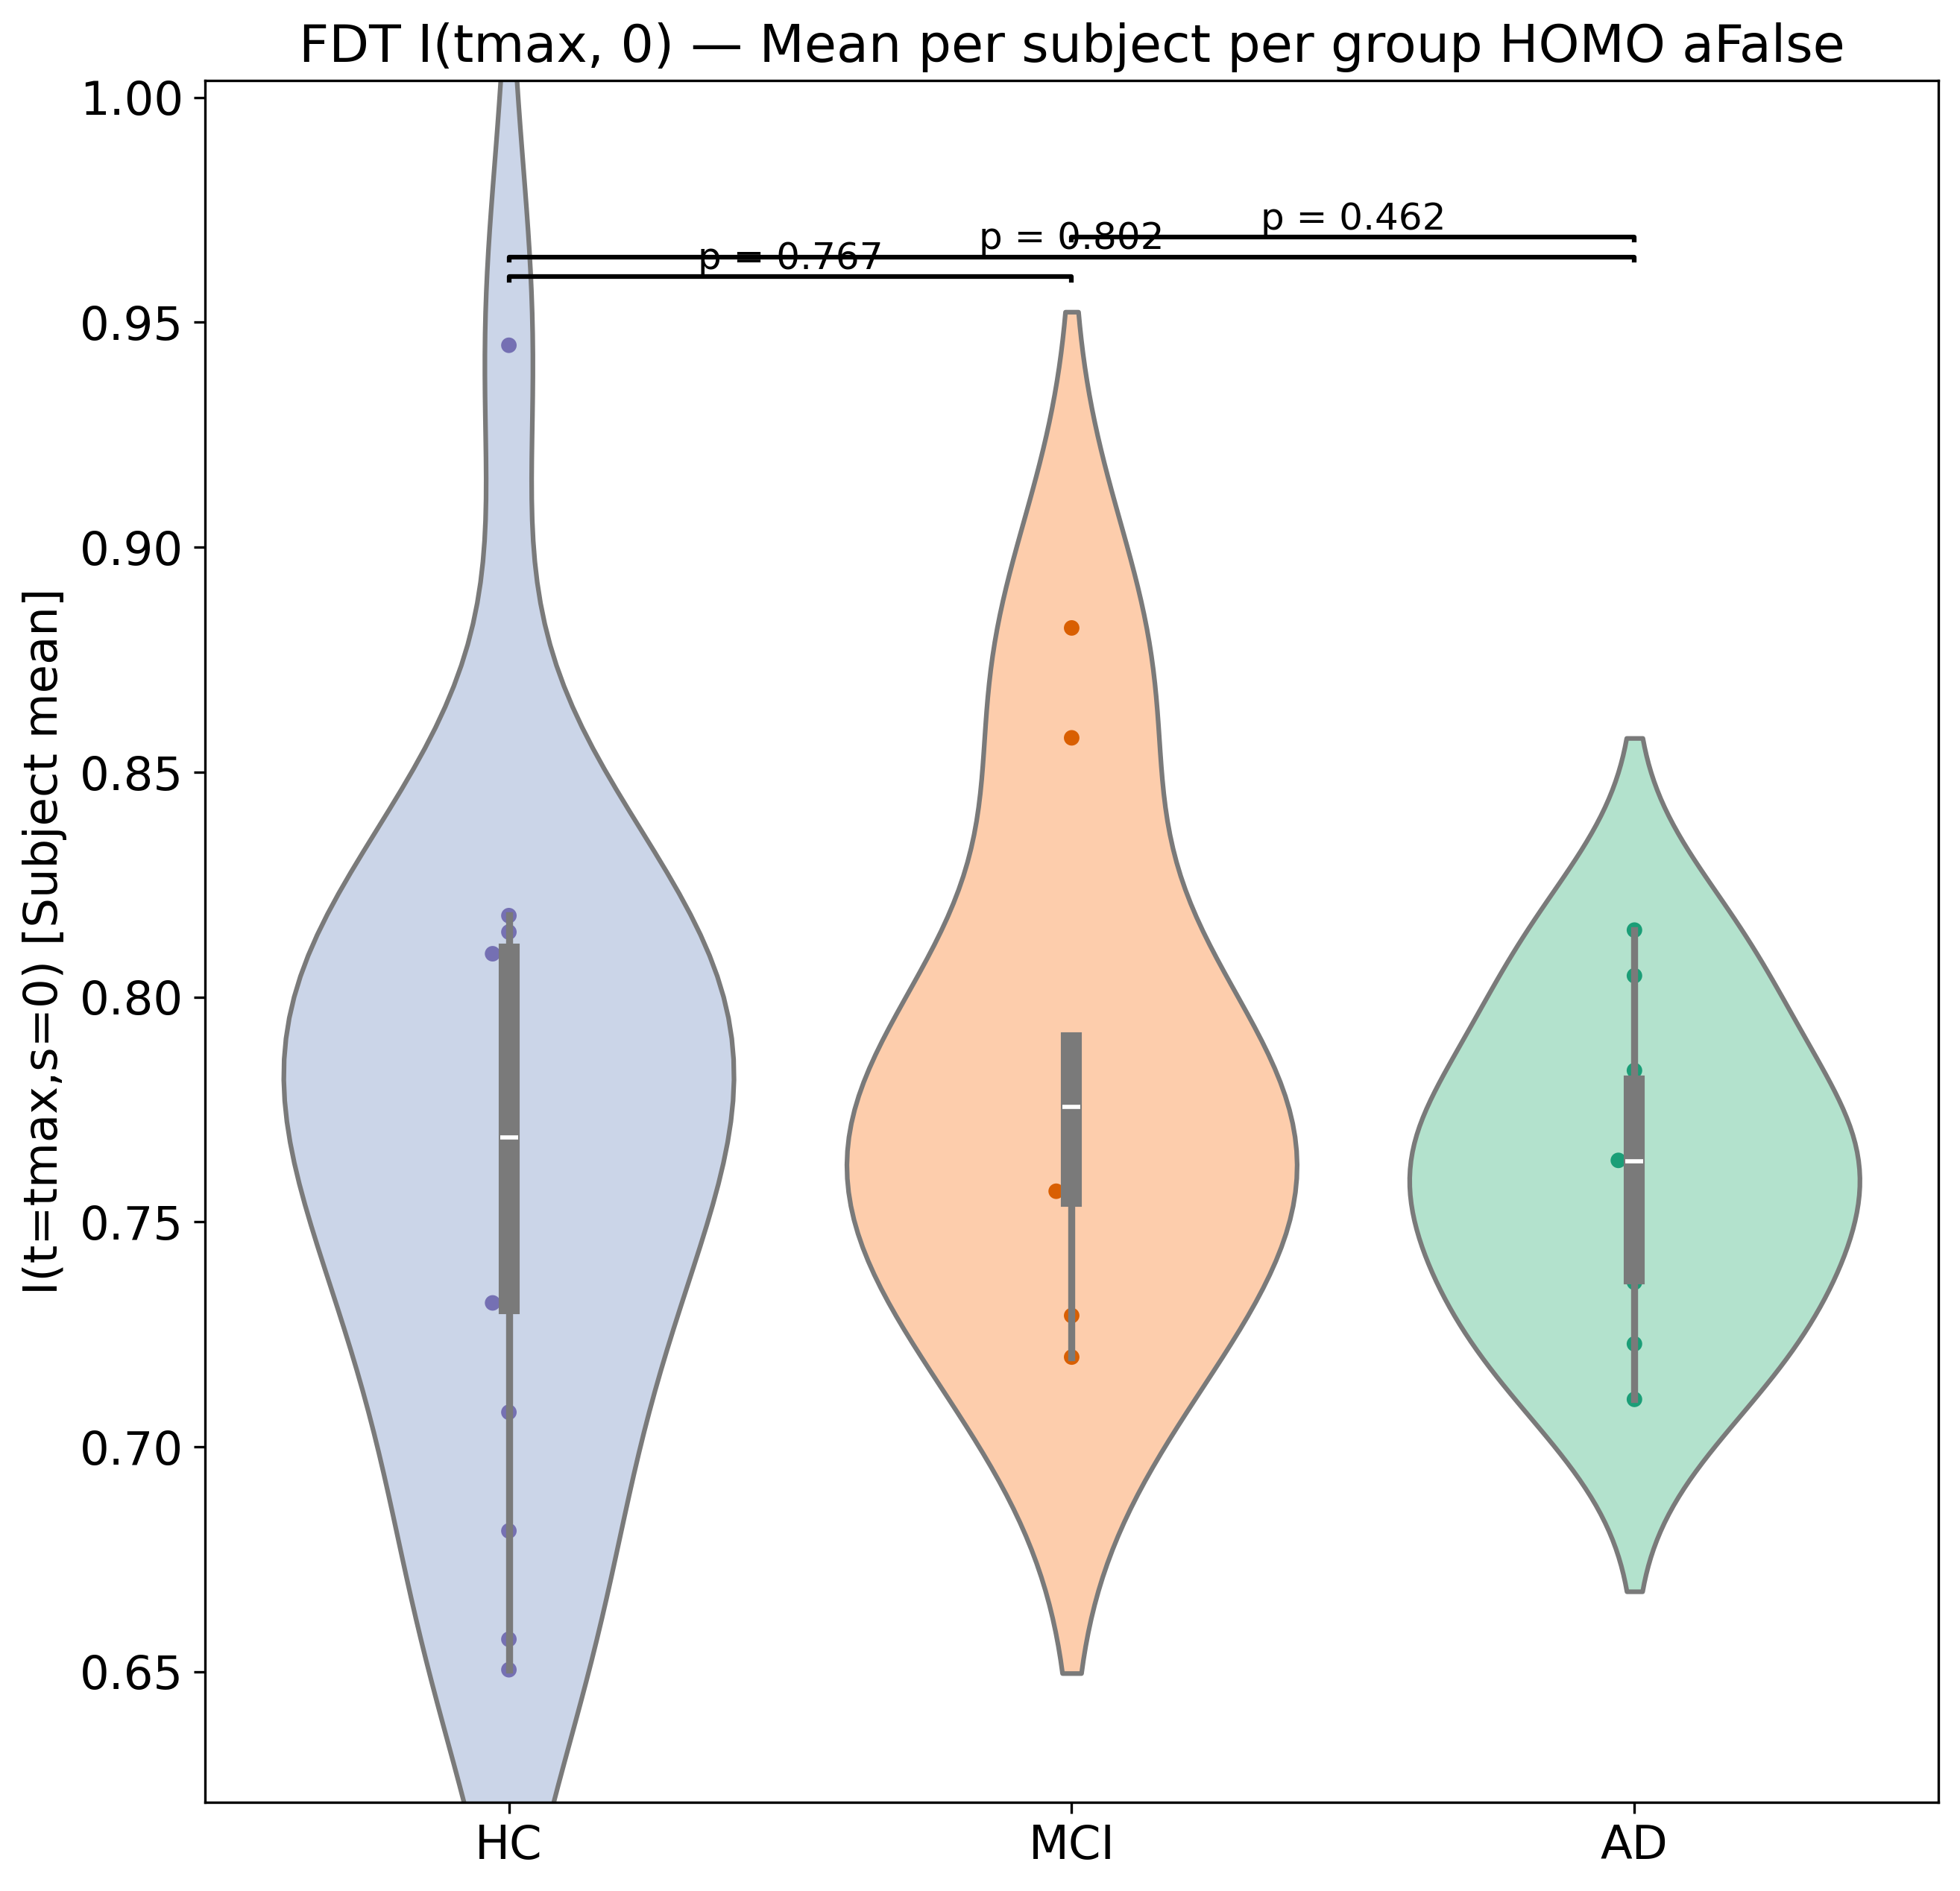 FDT I(tmax, 0) — Mean per subject per group HOMO aFalse
I(t=tmax,s=0) [Subject mean]
1.00
0.95
0.90
0.85
0.80
0.75
0.70
0.65
p = 0.462
p = 0.802
p = 0.767
HC
MCI
AD